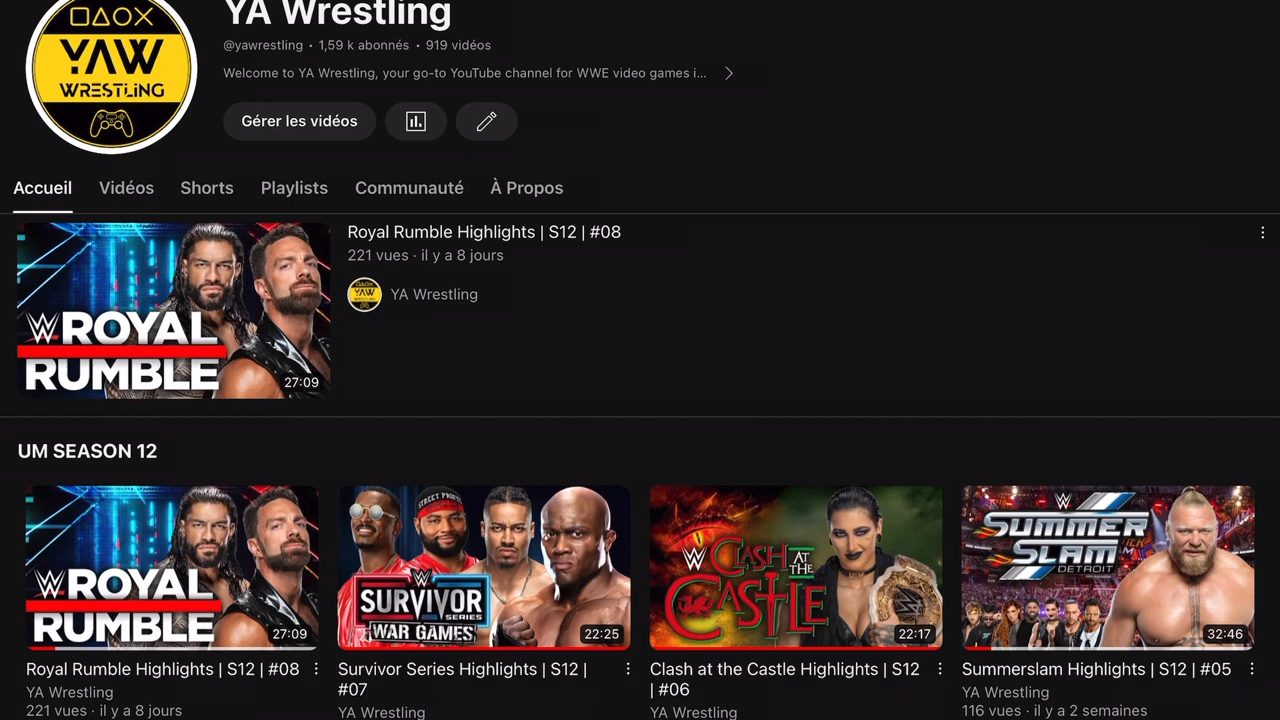 YA Wrestling
YAW
WRESTLING
@yawrestling • 1,59 k abonnés • 919 vidéos
Welcome to YA Wrestling, your go-to YouTube channel for WWE video games i...
Gérer les vidéos
Accueil Vidéos Shorts Playlists Communauté À Propos
Royal Rumble Highlights | S12 | #08
221 vues · il y a 8 jours
YAW
YA Wrestling
W ROYAL
RUMBLE
27:09
UM SEASON 12
W ROYAL
RUMBLE
27:09
STREET PROFITS
W
SURVIVOR
SERIES
WAR GAMES
22:25
W CLASH AT THE
CASTLE
22:17
W
SUMMER
SLAM
DETROIT
32:46
Royal Rumble Highlights | S12 | #08
YA Wrestling
221 vues · il y a 8 jours
Survivor Series Highlights | S12 |
#07
YA Wrestling
Clash at the Castle Highlights | S12
| #06
YA Wrestling
Summerslam Highlights | S12 | #05
YA Wrestling
116 vues · il y a 2 semaines